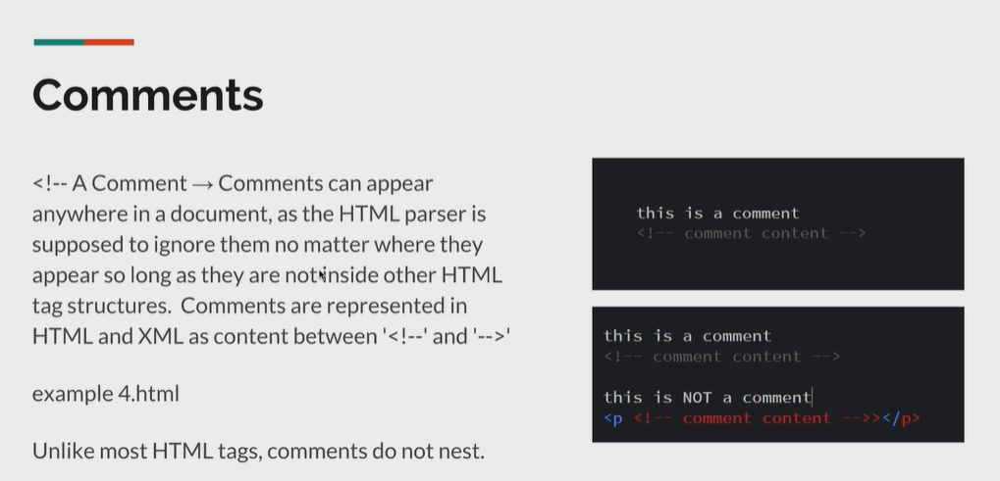 Comments
<!-- A Comment → Comments can appear
anywhere in a document, as the HTML parser is
supposed to ignore them no matter where they
appear so long as they are not inside other HTML
tag structures.  Comments are represented in
HTML and XML as content between '<!--' and '-->'
example 4.html
Unlike most HTML tags, comments do not nest.
this is a comment
<!-- comment content -->
this is a comment
<!-- comment content -->
this is NOT a comment
<p <!-- comment content -->></p>